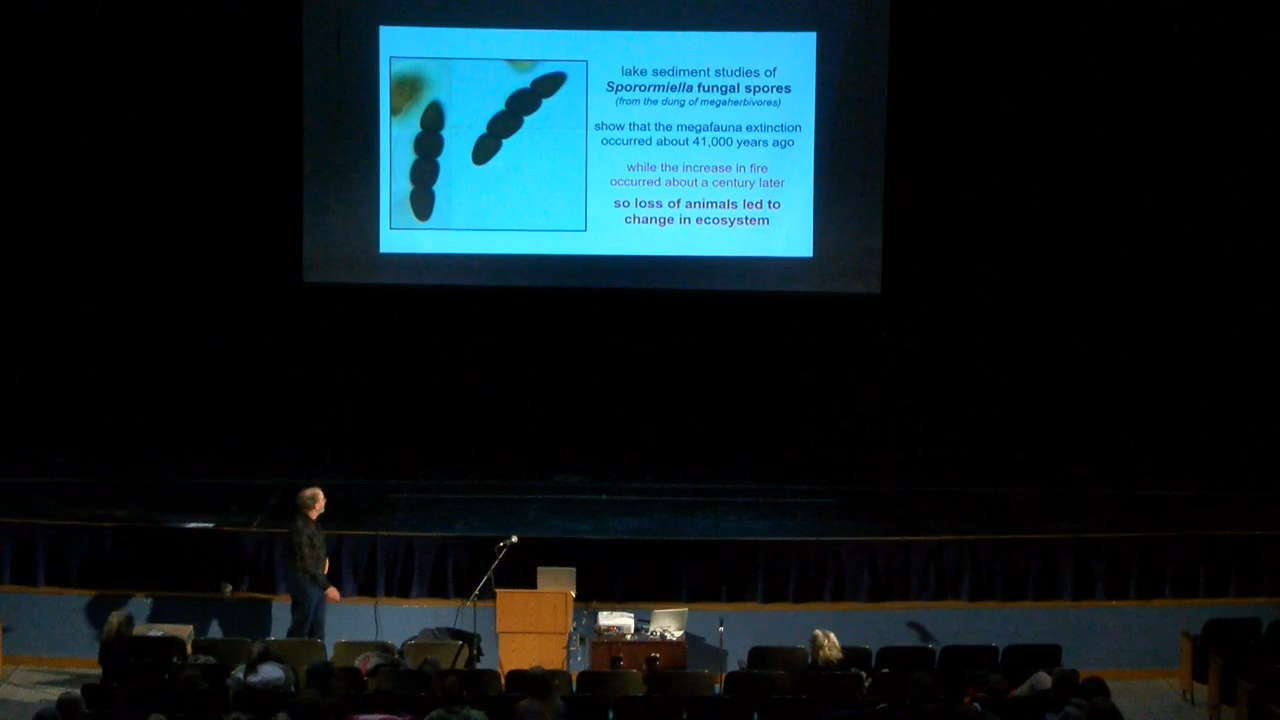 lake sediment studies of
Sporormiella fungal spores
(from the dung of megaherbivores)
show that the megafauna extinction
occurred about 41,000 years ago
while the increase in fire
occurred about a century later
so loss of animals led to
change in ecosystem